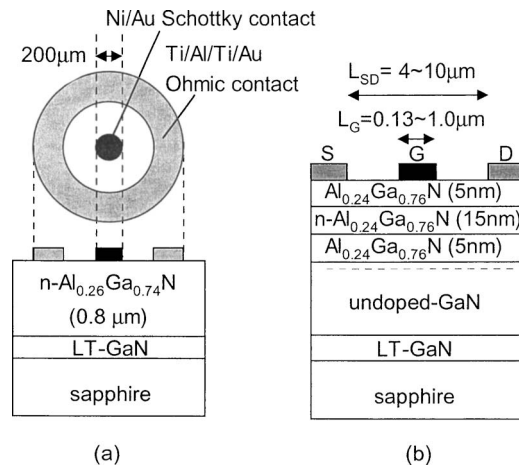 Ni/Au Schottky contact
200μm
Ti/Al/Ti/Au
Ohmic contact
n-Al0.26Ga0.74N
(0.8 μm)
LT-GaN
sapphire
(a)
LSD= 4~10μm
LG=0.13~1.0μm
S G D
Al0.24Ga0.76N (5nm)
n-Al0.24Ga0.76N (15nm)
Al0.24Ga0.76N (5nm)
undoped-GaN
LT-GaN
sapphire
(b)